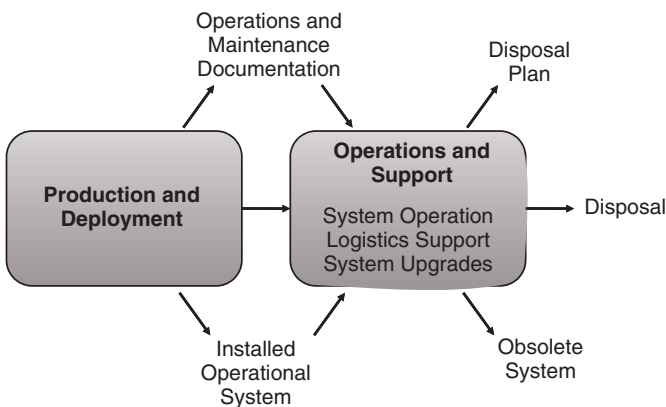 Operations and
Maintenance
Documentation
Disposal
Plan
Production and
Deployment
Operations and
Support
System Operation
Logistics Support
System Upgrades
Disposal
Installed
Operational
System
Obsolete
System